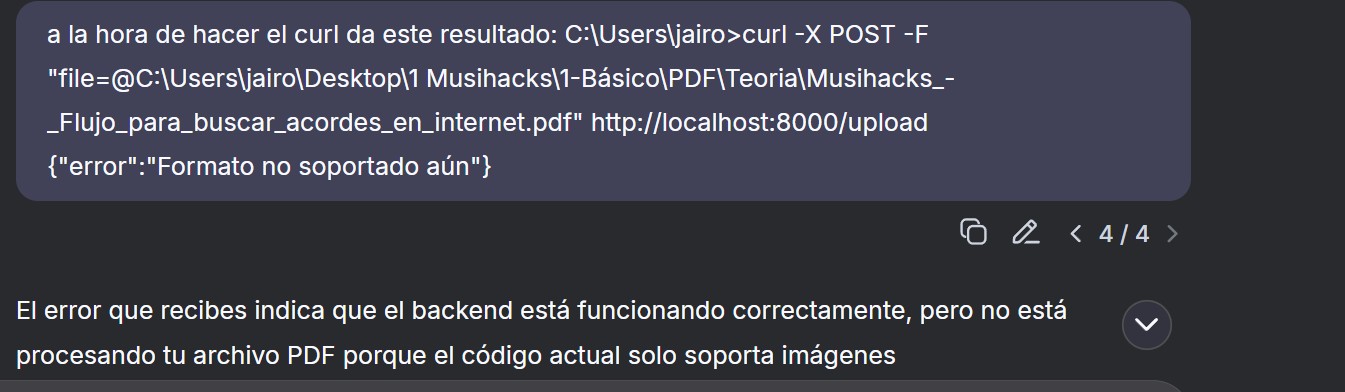 a la hora de hacer el curl da este resultado: C:\Users\jairo>curl -X POST -F
"file=@C:\Users\jairo\Desktop\1 Musihacks\1-Básico\PDF\Teoria\Musihacks_-
_Flujo_para_buscar_acordes_en_internet.pdf" http://localhost:8000/upload
{"error":"Formato no soportado aún"}
4 / 4
El error que recibes indica que el backend está funcionando correctamente, pero no está
procesando tu archivo PDF porque el código actual solo soporta imágenes